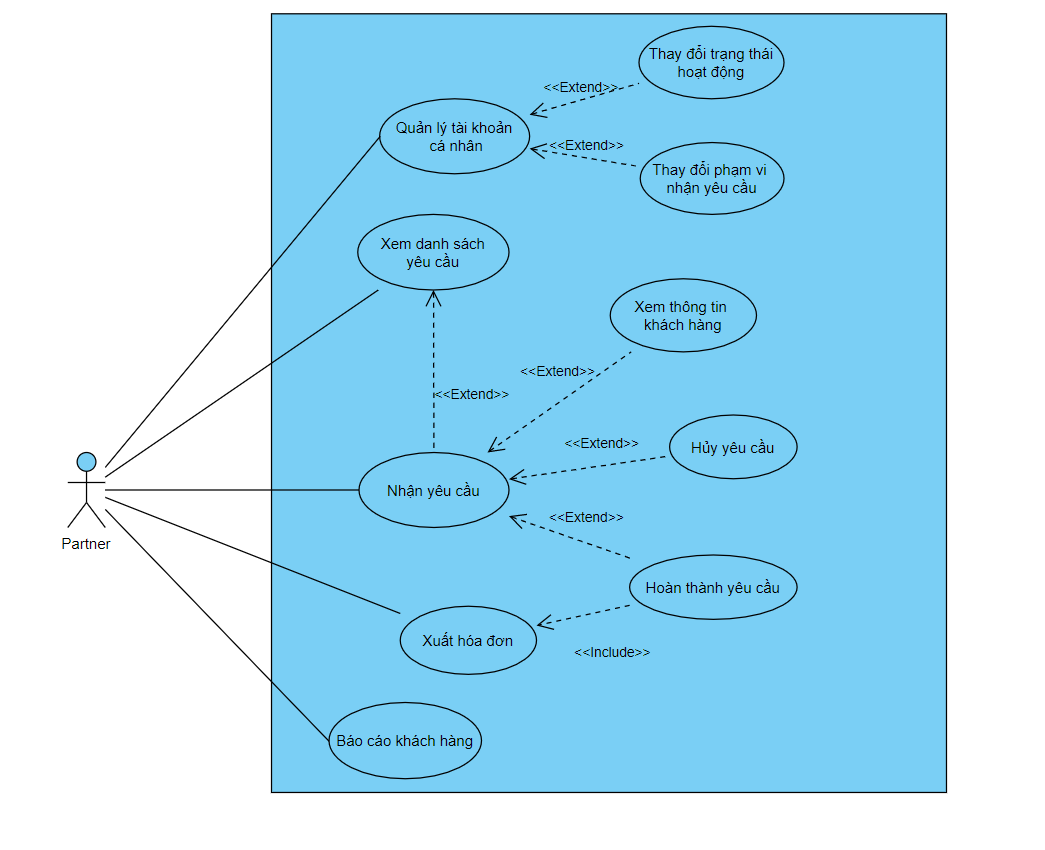 Thay đổi trạng thái
hoạt động
<<Extend>>
Quản lý tài khoản
cá nhân
<<Extend>>
Thay đổi phạm vi
nhận yêu cầu
Xem danh sách
yêu cầu
Xem thông tin
khách hàng
<<Extend>>
<<Extend>>
<<Extend>>
Hủy yêu cầu
Nhận yêu cầu
<<Extend>>
Partner
Hoàn thành yêu cầu
Xuất hóa đơn
<<Include>>
Báo cáo khách hàng